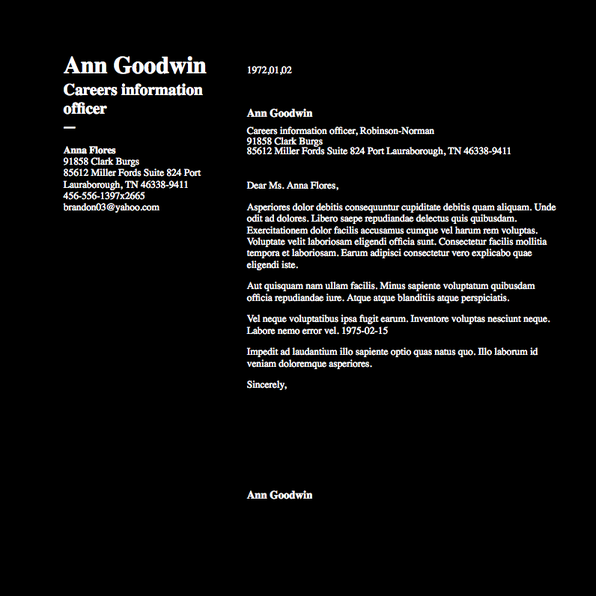 Ann Goodwin
Careers information
officer
Anna Flores
91858 Clark Burgs
85612 Miller Fords Suite 824 Port
Lauraborough, TN 46338-9411
456-556-1397x2665
brandon03@yahoo.com
1972,01,02
Ann Goodwin
Careers information officer, Robinson-Norman
91858 Clark Burgs
85612 Miller Fords Suite 824 Port Lauraborough, TN 46338-9411
Dear Ms. Anna Flores,
Asperiores dolor debitis consequuntur cupiditate debitis quam aliquam. Unde
odit ad dolores. Libero saepe repudiandae delectus quis quibusdam.
Exercitationem dolor facilis accusamus cumque vel harum rem voluptas.
Voluptate velit laboriosam eligendi officia sunt. Consectetur facilis mollitia
tempora et laboriosam. Earum adipisci consectetur vero explicabo quae
eligendi iste.
Aut quisquam nam ullam facilis. Minus sapiente voluptatum quibusdam
officia repudiandae iure. Atque atque blanditiis atque perspiciatis.
Vel neque voluptatibus ipsa fugit earum. Inventore voluptas nesciunt neque.
Labore nemo error vel. 1975-02-15
Impedit ad laudantium illo sapiente optio quas natus quo. Illo laborum id
veniam doloremque asperiores.
Sincerely,
Ann Goodwin